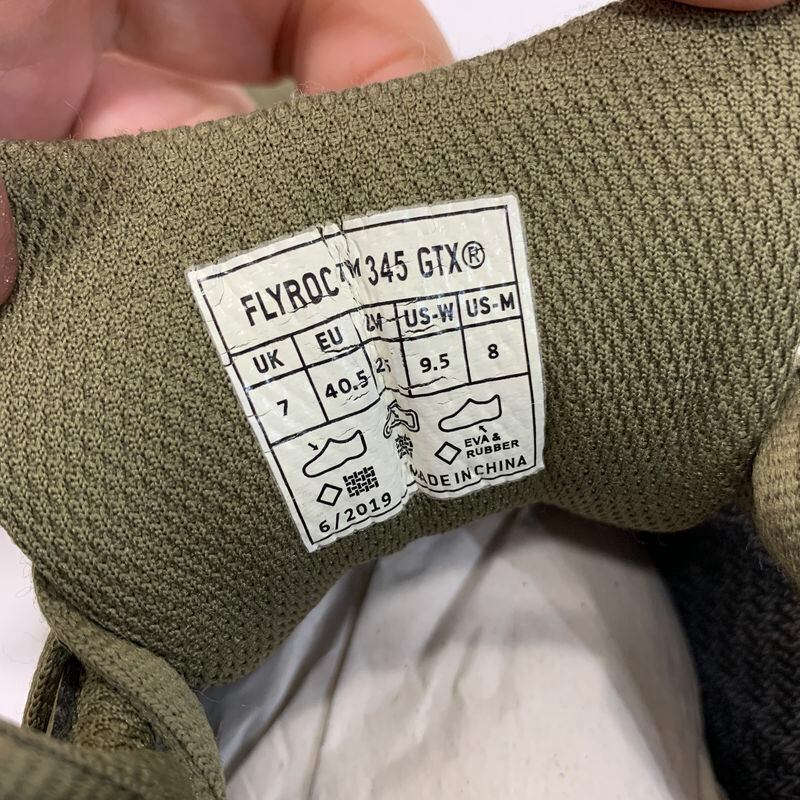 FLYROC™ 345 GTX®
UK EU US-W US-M
7 40.5 9.5 8
EVA &
RUBBER
6/2019 MADE IN CHINA